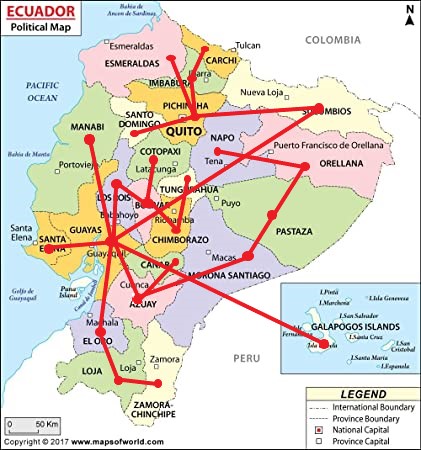 ECUADOR
Political Map
Bahia de
Ancon de Sardinas
N
COLOMBIA
Tulcan
Esmeraldas
CARCHI
ESMERALDAS
IMBABURA
Ibarra
PACIFIC
OCEAN
Nueva Loja
PICHINCHA
SUCUMBIOS
SANTO
DOMINGO
QUITO
MANABI
NAPO
Puerto Francisco de Orellana
COTOPAXI
Bahia de Manta
Portoviejo
Latacunga
Tena
ORELLANA
TUNGURAHUA
LOS RIOS
Puyo
BOLIVAR
Babahoyo
Riobamba
Santa
Elena
GUAYAS
PASTAZA
SANTA
ELENA
CHIMBORAZO
Guayaquil
Macas
CAÑAR
MORONA SANTIAGO
Golfo de
Guayaquil
Puna
Island
Cuenca
AZUAY
I.Pintá
I.Marchena
I.Isla Genovesa
Machala
I.San Salvador
GALAPOGOS ISLANDS
EL ORO
Isla
Fernandina
I.Santa Cruz
Isla Isabela
I.San
Cristobal
I.Santa Maria
I.Espanola
PERU
Zamora
Loja
LOJA
ZAMORA
CHINCHIPE
LEGEND
International Boundary
Province Boundary
National Capital
Province Capital
0 50 Km
Copyright © 2017 www.mapsofworld.com